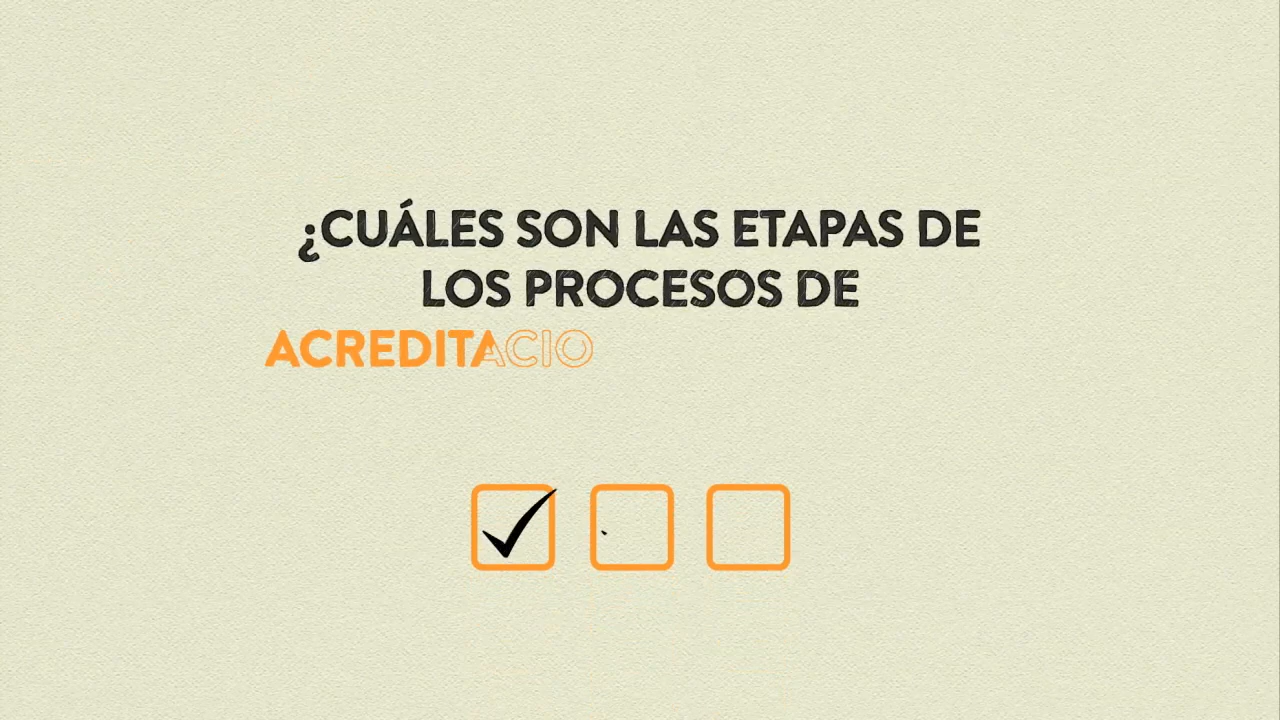 ¿CUÁLES SON LAS ETAPAS DE
LOS PROCESOS DE
ACREDITACIO